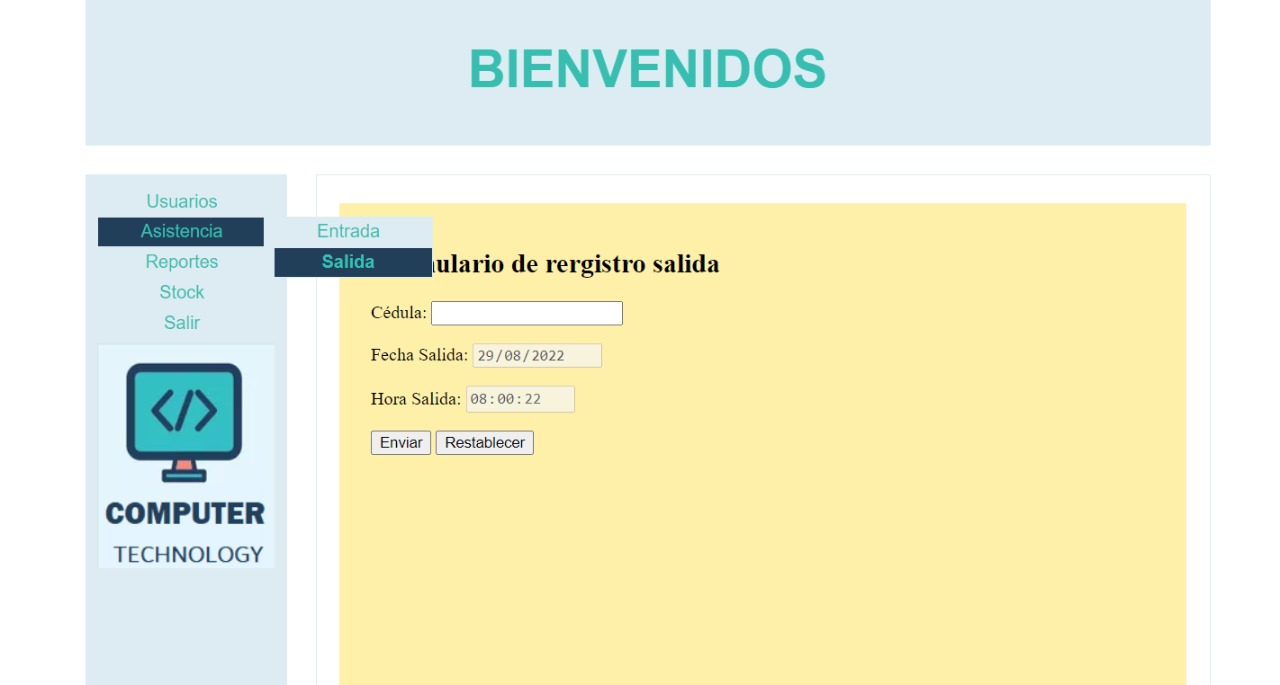 BIENVENIDOS
Usuarios
Asistencia
Entrada
Reportes
Salida
ulario de rergistro salida
Stock
Salir
Cédula:
Fecha Salida: 29/08/2022
Hora Salida: 08:00:22
Enviar Restablecer
</>
COMPUTER
TECHNOLOGY